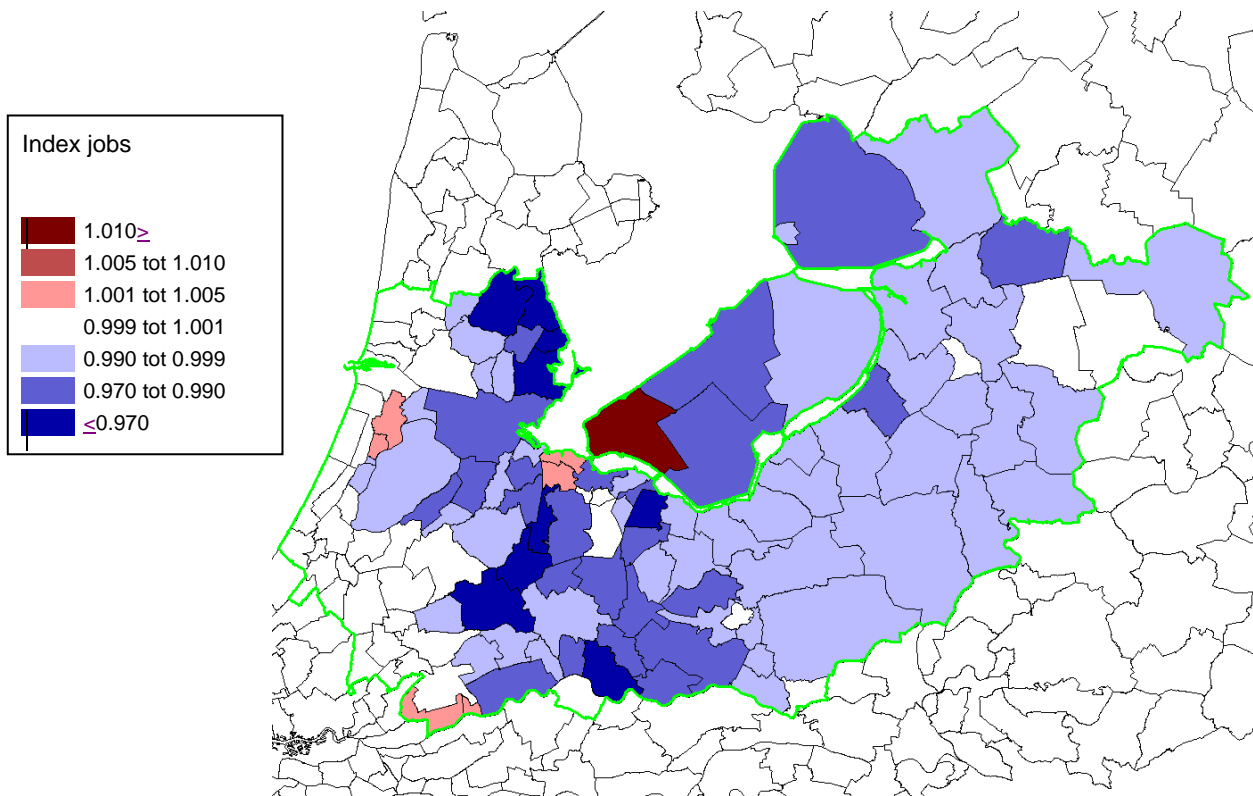 Index jobs
1.010≥
1.005 tot 1.010
1.001 tot 1.005
0.999 tot 1.001
0.990 tot 0.999
0.970 tot 0.990
≤0.970